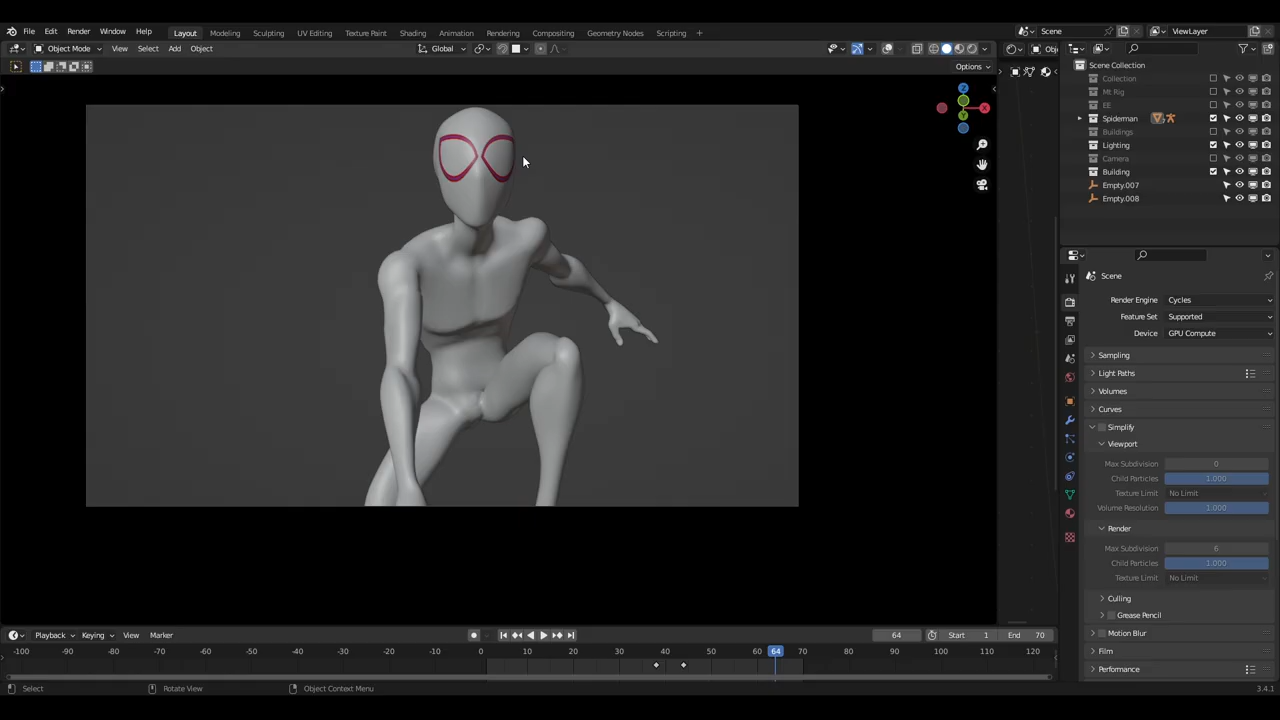 File Edit Render Window Help Layout Modeling Sculpting UV Editing Texture Paint Shading Animation Rendering Compositing Geometry Nodes Scripting + Scene ViewLayer
Object Mode View Select Add Object Global Obj
Options
Z
X
Y
Scene Collection
Collection
Mt Rig
EE
Spiderman
Buildings
Lighting
Camera
Building
Empty.007
Empty.008
Scene
Render Engine Cycles
Feature Set Supported
Device GPU Compute
Sampling
Light Paths
Volumes
Curves
Simplify
Viewport
Max Subdivision 0
Child Particles 1.000
Texture Limit No Limit
Volume Resolution 1.000
Render
Max Subdivision 6
Child Particles 1.000
Texture Limit No Limit
Culling
Grease Pencil
Motion Blur
Film
Performance
Playback Keying View Marker 64 Start 1 End 70
-100 -90 -80 -70 -60 -50 -40 -30 -20 -10 0 10 20 30 40 50 60 64 70 80 90 100 110 120
Select Rotate View Object Context Menu 3.4.1